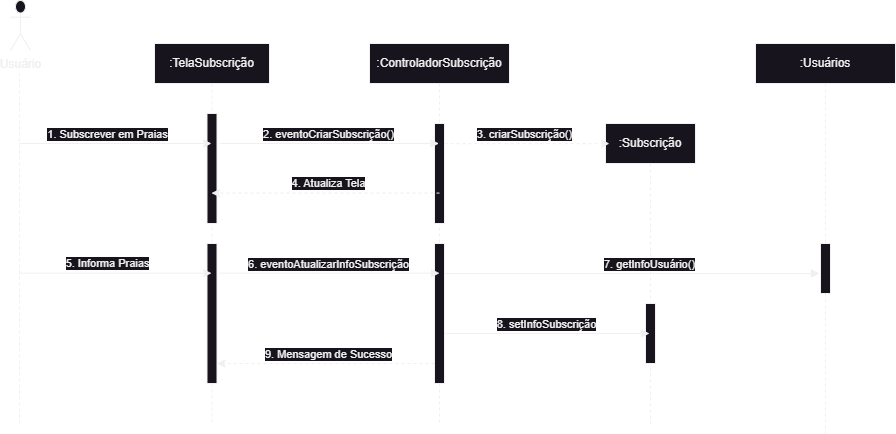 Usuário
:TelaSubscrição
:ControladorSubscrição
:Usuários
1. Subscrever em Praias
2. eventoCriarSubscrição()
3. criarSubscrição()
:Subscrição
4. Atualiza Tela
5. Informa Praias
6. eventoAtualizarInfoSubscrição
7. getInfoUsuário()
8. setInfoSubscrição
9. Mensagem de Sucesso